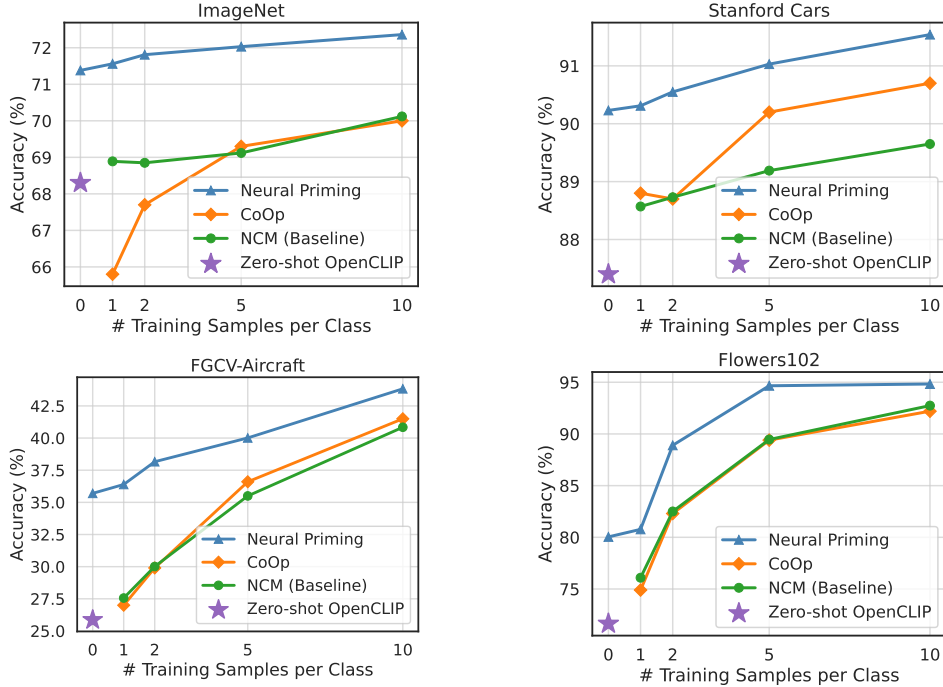 ImageNet
Accuracy (%)
72
71
70
69
68
67
66
Neural Priming
CoOp
NCM (Baseline)
Zero-shot OpenCLIP
0 1 2 5 10
# Training Samples per Class
Stanford Cars
Accuracy (%)
91
90
89
88
Neural Priming
CoOp
NCM (Baseline)
Zero-shot OpenCLIP
0 1 2 5 10
# Training Samples per Class
FGCV-Aircraft
Accuracy (%)
42.5
40.0
37.5
35.0
32.5
30.0
27.5
25.0
Neural Priming
CoOp
NCM (Baseline)
Zero-shot OpenCLIP
0 1 2 5 10
# Training Samples per Class
Flowers102
Accuracy (%)
95
90
85
80
75
Neural Priming
CoOp
NCM (Baseline)
Zero-shot OpenCLIP
0 1 2 5 10
# Training Samples per Class